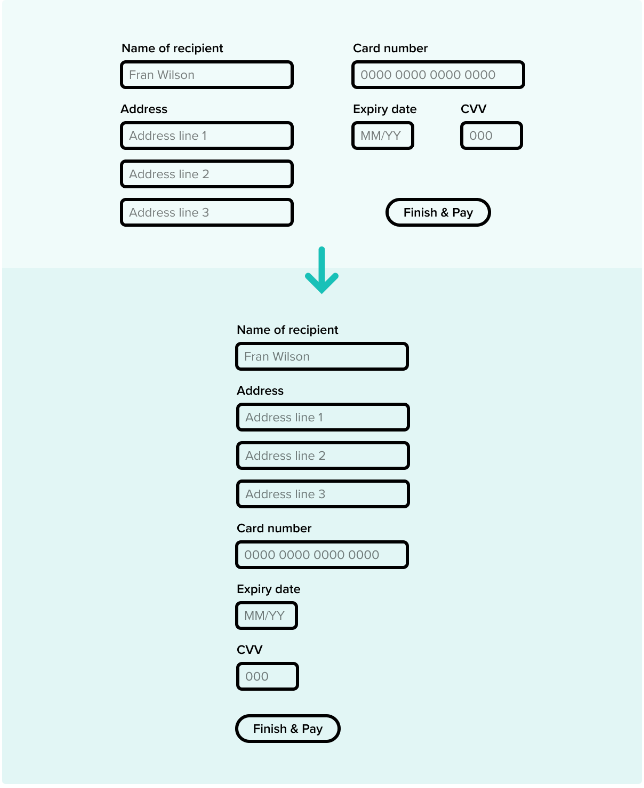 Name of recipient
Fran Wilson
Address
Address line 1
Address line 2
Address line 3
Card number
0000 0000 0000 0000
Expiry date
MM/YY
CVV
000
Finish & Pay
Name of recipient
Fran Wilson
Address
Address line 1
Address line 2
Address line 3
Card number
0000 0000 0000 0000
Expiry date
MM/YY
CVV
000
Finish & Pay